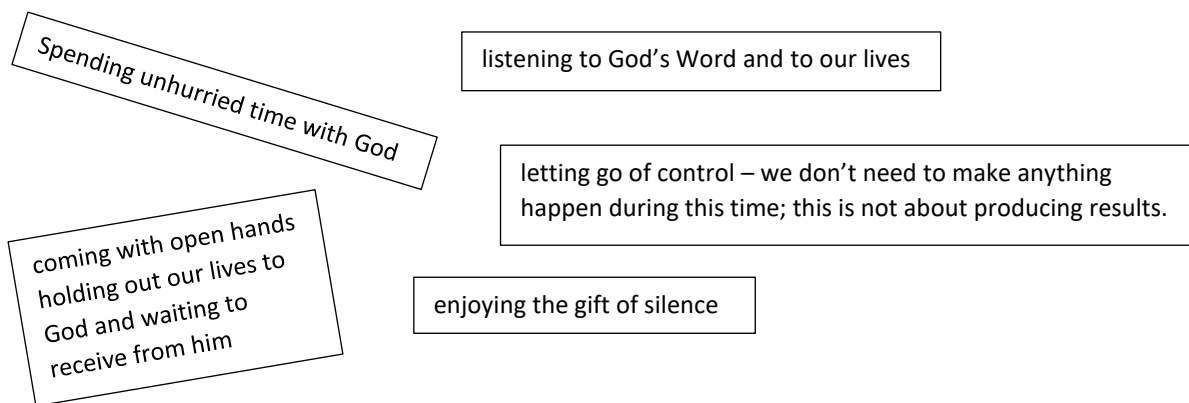 Spending unhurried time with God
listening to God’s Word and to our lives
letting go of control – we don’t need to make anything
happen during this time; this is not about producing results.
coming with open hands
holding out our lives to
God and waiting to
receive from him
enjoying the gift of silence